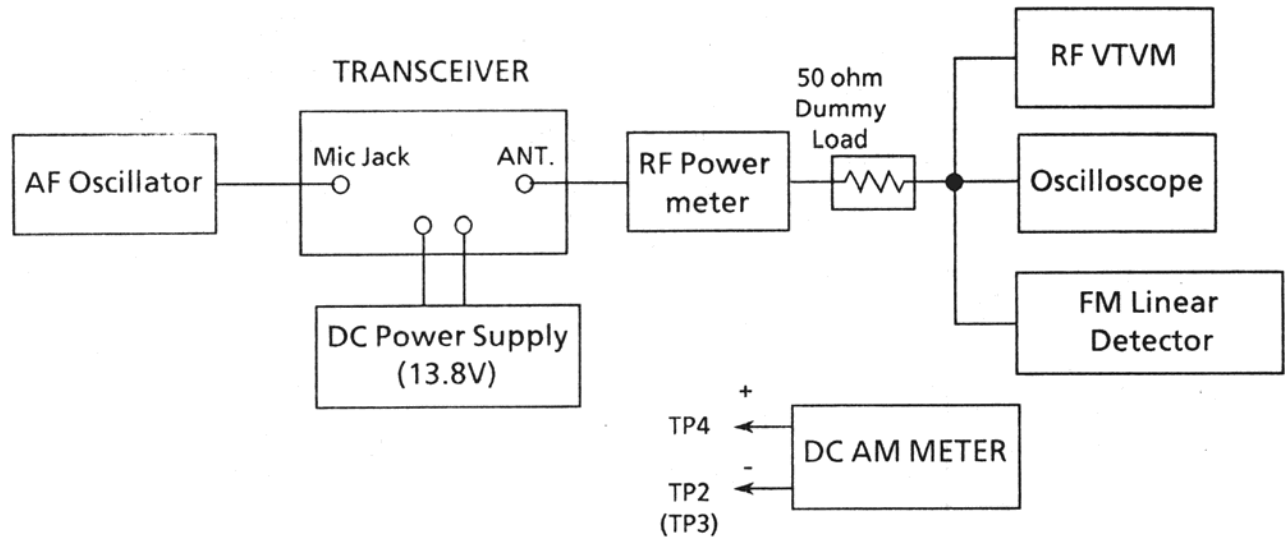 TRANSCEIVER
AF Oscillator
Mic Jack
ANT.
DC Power Supply
(13.8V)
RF Power
meter
50 ohm
Dummy
Load
RF VTVM
Oscilloscope
FM Linear
Detector
+
TP4
-
TP2
(TP3)
DC AM METER